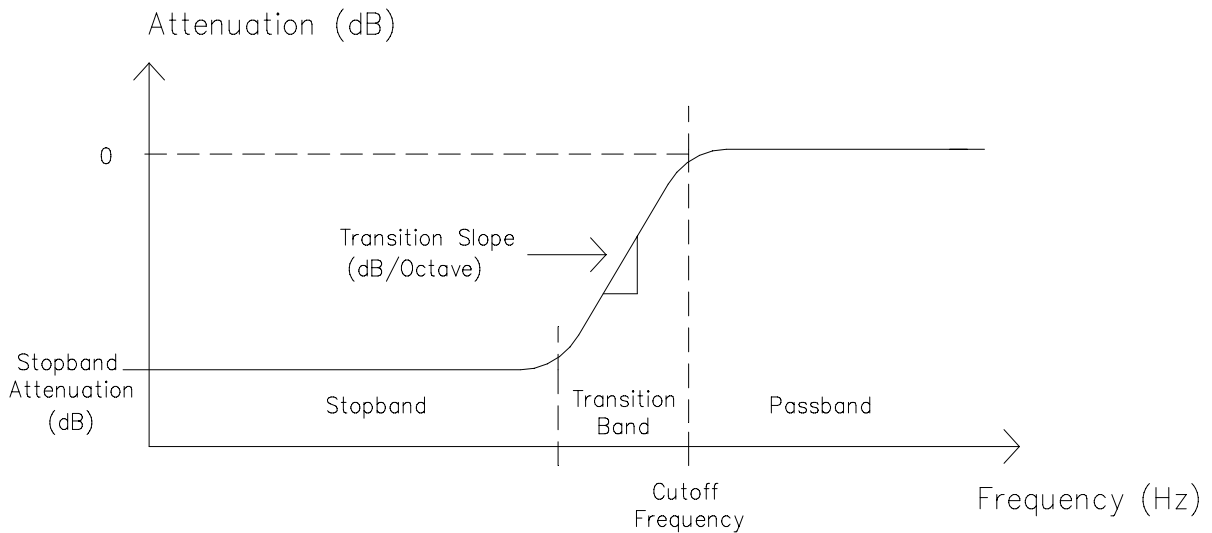 Attenuation (dB)
0
Transition Slope
(dB/Octave)
Stopband
Attenuation
(dB)
Stopband
Transition
Band
Passband
Cutoff
Frequency
Frequency (Hz)